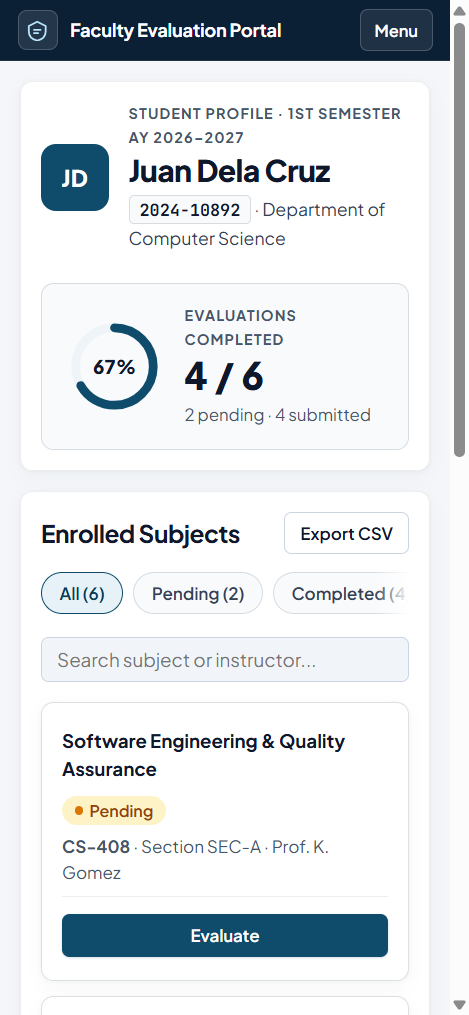 Faculty Evaluation Portal
Menu
STUDENT PROFILE · 1ST SEMESTER
AY 2026–2027
JD
Juan Dela Cruz
2024-10892 · Department of
Computer Science
67%
EVALUATIONS
COMPLETED
4 / 6
2 pending · 4 submitted
Enrolled Subjects
Export CSV
All (6)
Pending (2)
Completed (4
Search subject or instructor...
Software Engineering & Quality
Assurance
Pending
CS-408 · Section SEC-A · Prof. K.
Gomez
Evaluate